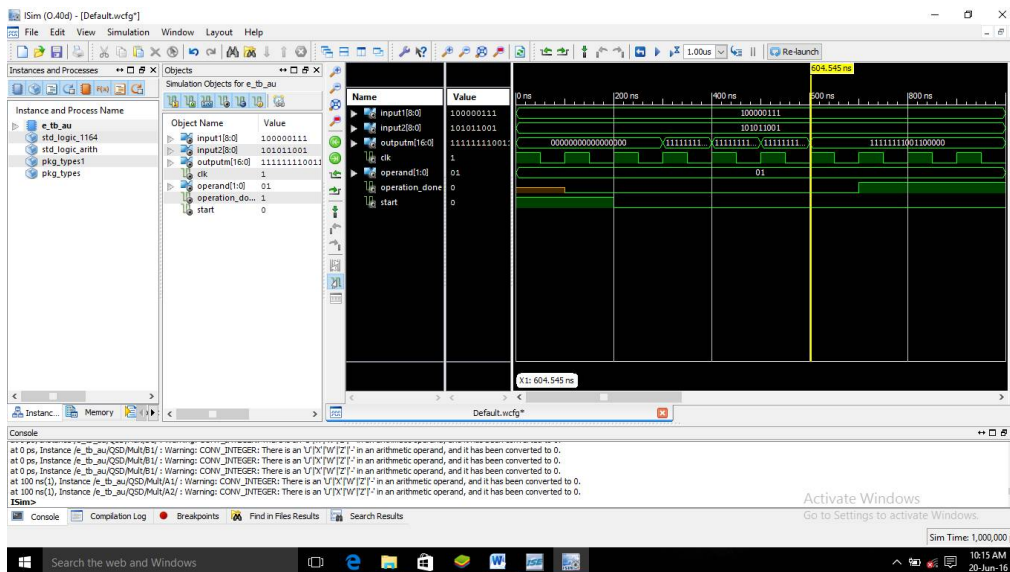 ISim (O.40d) - [Default.wcfg*]
File Edit View Simulation Window Layout Help
1.00us
Re-launch
Instances and Processes
Instance and Process Name
e_tb_au
std_logic_1164
std_logic_arith
pkg_types1
pkg_types
Objects
Simulation Objects for e_tb_au
Object Name Value
input1[8:0] 100000111
input2[8:0] 101011001
outputm[16:0] 111111110011
clk 1
operand[1:0] 01
operation_do... 1
start 0
Name Value
input1[8:0] 100000111
input2[8:0] 101011001
outputm[16:0] 11111111001
clk 1
operand[1:0] 01
operation_done 0
start 0
604.545 ns
0 ns 200 ns 400 ns 600 ns 800 ns
100000111
101011001
00000000000000000 11111111... 11111111... 11111111... 11111111001100000
01
X1: 604.545 ns
Instanc... Memory
Default.wcfg*
Console
at 0 ps, Instance /e_tb_au/QSD/Mult/B1/ : Warning: CONV_INTEGER: There is an 'U'|'X'|'W'|'Z'|'-' in an arithmetic operand, and it has been converted to 0.
at 0 ps, Instance /e_tb_au/QSD/Mult/B1/ : Warning: CONV_INTEGER: There is an 'U'|'X'|'W'|'Z'|'-' in an arithmetic operand, and it has been converted to 0.
at 0 ps, Instance /e_tb_au/QSD/Mult/B1/ : Warning: CONV_INTEGER: There is an 'U'|'X'|'W'|'Z'|'-' in an arithmetic operand, and it has been converted to 0.
at 100 ns(1), Instance /e_tb_au/QSD/Mult/A1/ : Warning: CONV_INTEGER: There is an 'U'|'X'|'W'|'Z'|'-' in an arithmetic operand, and it has been converted to 0.
at 100 ns(1), Instance /e_tb_au/QSD/Mult/A2/ : Warning: CONV_INTEGER: There is an 'U'|'X'|'W'|'Z'|'-' in an arithmetic operand, and it has been converted to 0.
ISim>
Activate Windows
Go to Settings to activate Windows.
Console Compilation Log Breakpoints Find in Files Results Search Results
Sim Time: 1,000,000
Search the web and Windows
10:15 AM
20-Jun-16